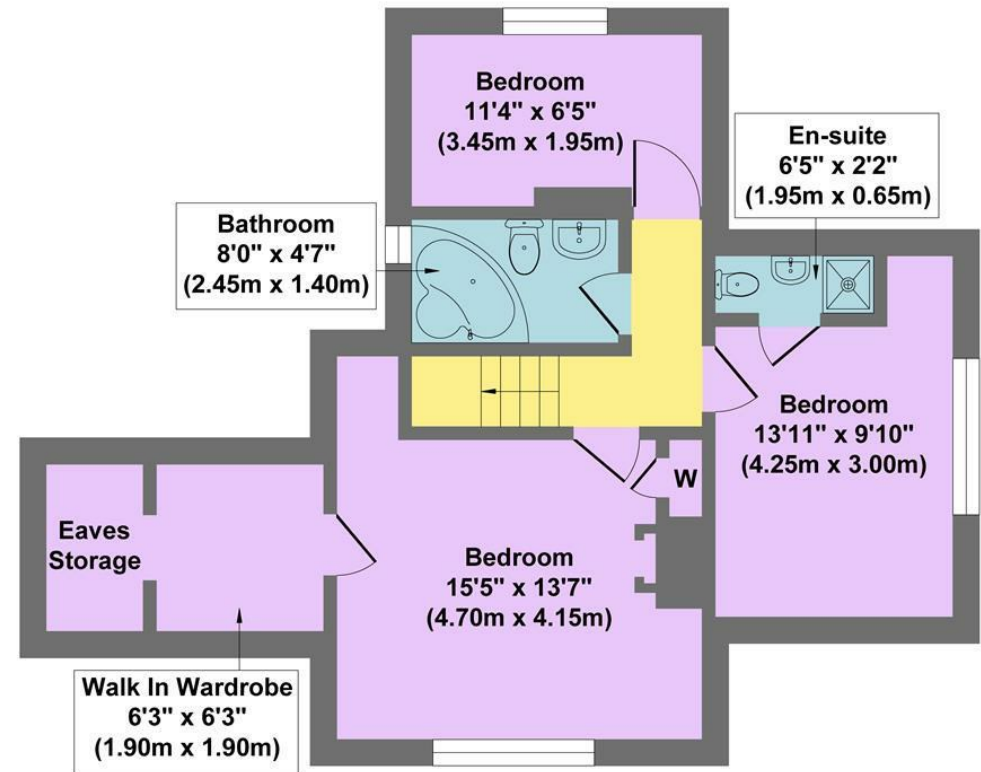 Bedroom
11'4" x 6'5"
(3.45m x 1.95m)
En-suite
6'5" x 2'2"
(1.95m x 0.65m)
Bathroom
8'0" x 4'7"
(2.45m x 1.40m)
Bedroom
13'11" x 9'10"
(4.25m x 3.00m)
W
Eaves
Storage
Bedroom
15'5" x 13'7"
(4.70m x 4.15m)
Walk In Wardrobe
6'3" x 6'3"
(1.90m x 1.90m)